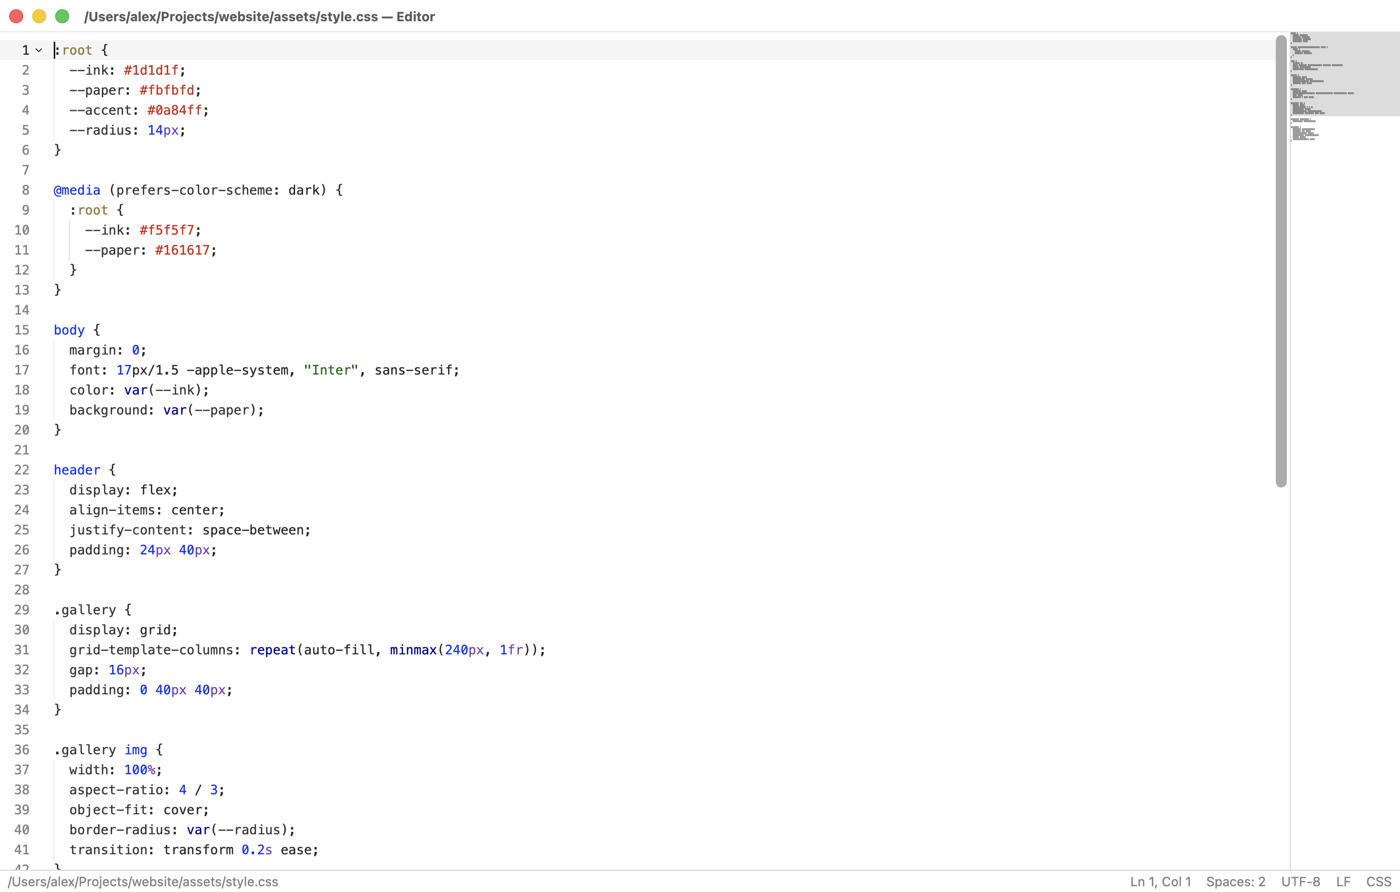 /Users/alex/Projects/website/assets/style.css — Editor
1 :root {
2   --ink: #1d1d1f;
3   --paper: #fbfbfd;
4   --accent: #0a84ff;
5   --radius: 14px;
6 }
7
8 @media (prefers-color-scheme: dark) {
9   :root {
10     --ink: #f5f5f7;
11     --paper: #161617;
12   }
13 }
14
15 body {
16   margin: 0;
17   font: 17px/1.5 -apple-system, "Inter", sans-serif;
18   color: var(--ink);
19   background: var(--paper);
20 }
21
22 header {
23   display: flex;
24   align-items: center;
25   justify-content: space-between;
26   padding: 24px 40px;
27 }
28
29 .gallery {
30   display: grid;
31   grid-template-columns: repeat(auto-fill, minmax(240px, 1fr));
32   gap: 16px;
33   padding: 0 40px 40px;
34 }
35
36 .gallery img {
37   width: 100%;
38   aspect-ratio: 4 / 3;
39   object-fit: cover;
40   border-radius: var(--radius);
41   transition: transform 0.2s ease;
42 }
/Users/alex/Projects/website/assets/style.css Ln 1, Col 1 Spaces: 2 UTF-8 LF CSS